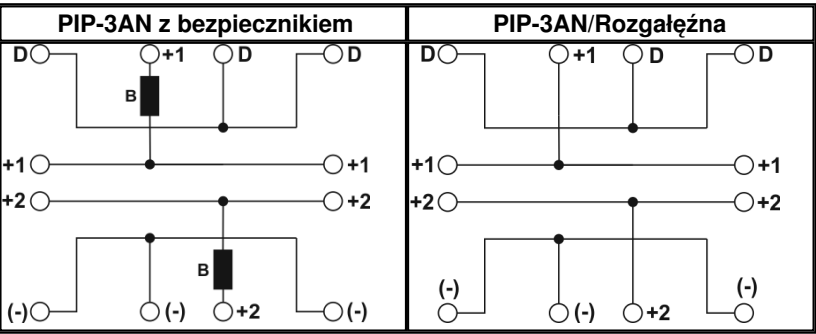 PIP-3AN z bezpiecznikiem
D +1 D D
B
+1 +1
+2 +2
B
(-) (-) +2 (-)
PIP-3AN/Rozgałęźna
D +1 D D
+1 +1
+2 +2
(-) (-)
(-) +2